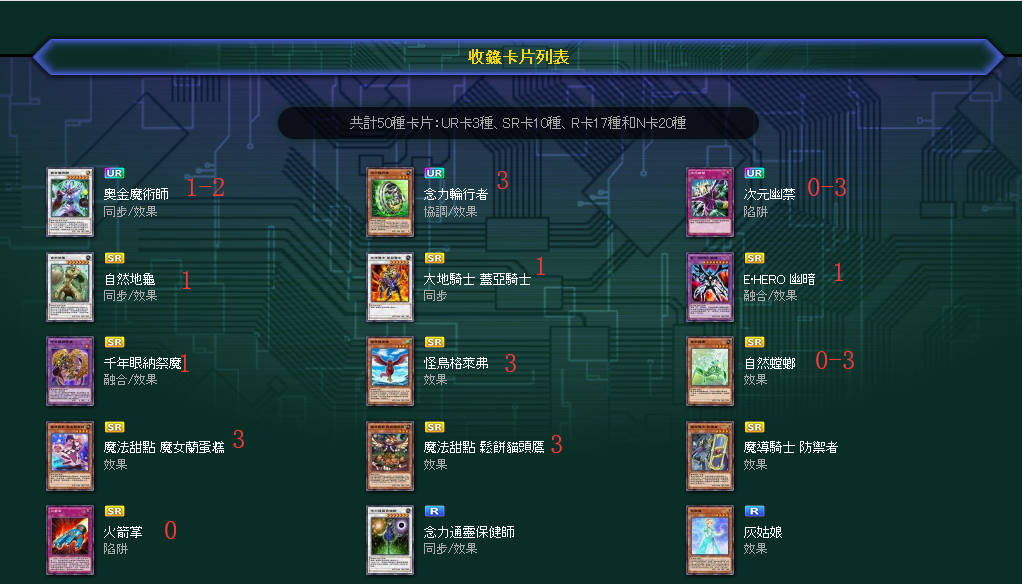 收錄卡片列表
共計50種卡片：UR卡3種、SR卡10種、R卡17種和N卡20種
UR
奧金魔術師 1-2
同步/效果
UR
念力輪行者 3
協調/效果
UR
次元幽禁 0-3
陷阱
SR
自然地龜 1
同步/效果
SR
大地騎士 蓋亞騎士 1
同步
SR
E·HERO 幽暗 1
融合/效果
SR
千年眼納祭魔 1
融合/效果
SR
怪鳥格萊弗 3
效果
SR
自然螳螂 0-3
效果
SR
魔法甜點 魔女蘭蛋糕 3
效果
SR
魔法甜點 鬆餅貓頭鷹 3
效果
SR
魔導騎士 防禦者
效果
SR
火箭掌 0
陷阱
R
念力通靈保健師
同步/效果
R
灰姑娘
效果